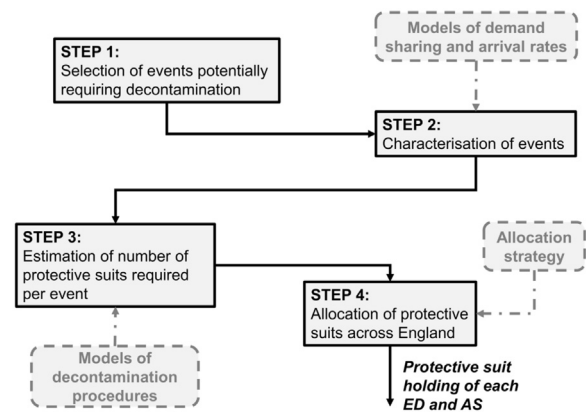 STEP 1:
Selection of events potentially
requiring decontamination
Models of demand
sharing and arrival rates
STEP 2:
Characterisation of events
STEP 3:
Estimation of number of
protective suits required
per event
Allocation
strategy
STEP 4:
Allocation of protective
suits across England
Models of
decontamination
procedures
Protective suit
holding of each
ED and AS